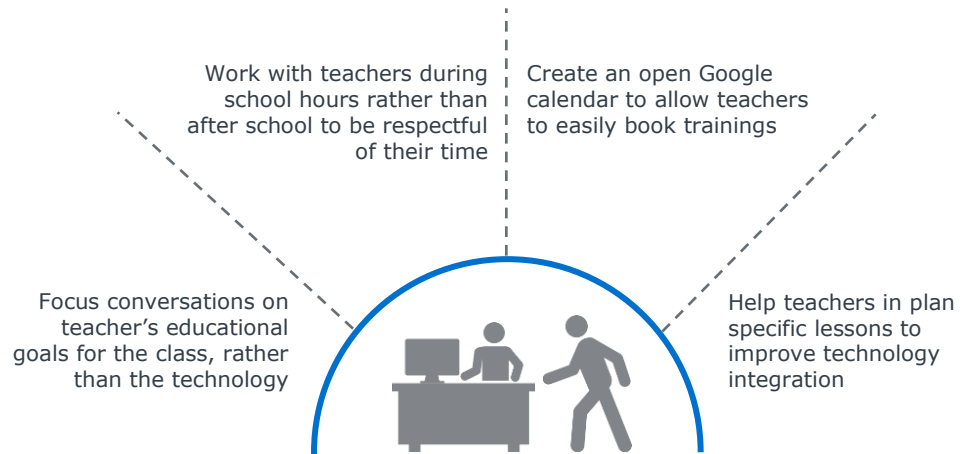 Work with teachers during
school hours rather than
after school to be respectful
of their time
Create an open Google
calendar to allow teachers
to easily book trainings
Focus conversations on
teacher’s educational
goals for the class, rather
than the technology
Help teachers in plan
specific lessons to
improve technology
integration